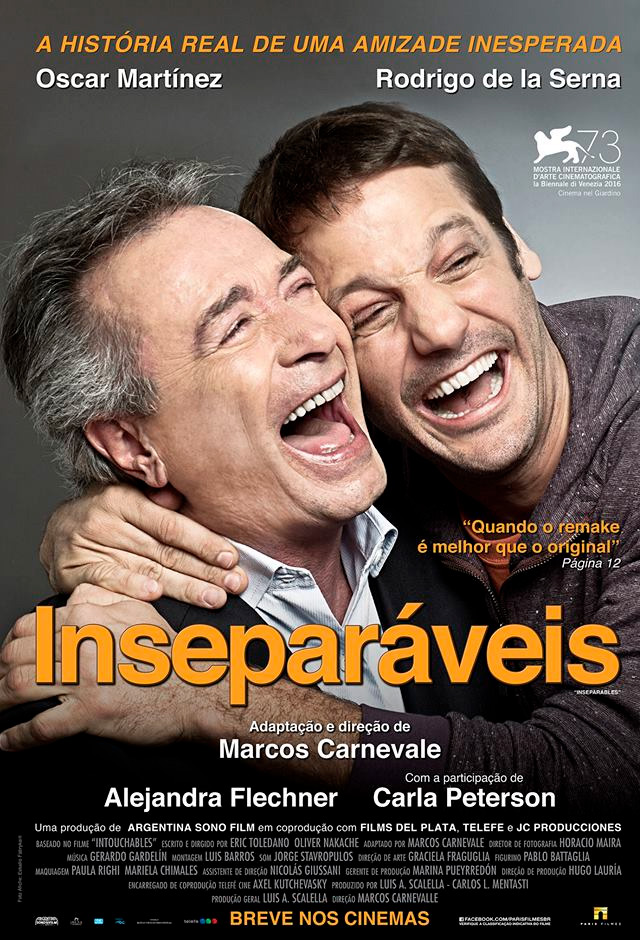 A HISTÓRIA REAL DE UMA AMIZADE INESPERADA
Oscar Martínez Rodrigo de la Serna
73
MOSTRA INTERNAZIONALE
D'ARTE CINEMATOGRAFICA
la Biennale di Venezia 2016
Cinema nel Giardino
“Quando o remake
é melhor que o original”
Página 12
Inseparáveis
"INSEPARABLES"
Adaptação e direção de
Marcos Carnevale
Com a participação de
Alejandra Flechner Carla Peterson
Uma produção de ARGENTINA SONO FILM em coprodução com FILMS DEL PLATA, TELEFE e JC PRODUCCIONES
BASEADO NO FILME "INTOUCHABLES" ESCRITO E DIRIGIDO POR ERIC TOLEDANO OLIVER NAKACHE ADAPTADO POR MARCOS CARNEVALE DIRETOR DE FOTOGRAFIA HORACIO MAIRA
MÚSICA GERARDO GARDELÍN MONTAGEM LUIS BARROS SOM JORGE STAVROPULOS DIREÇÃO DE ARTE GRACIELA FRAGUGLIA FIGURINO PABLO BATTAGLIA
MAQUIAGEM PAULA RIGHI MARIELA CHIMALES ASSISTENTE DE DIREÇÃO NICOLÁS GIUSSANI GERENTE DE PRODUÇÃO MARINA PUEYRREDÓN DIREÇÃO DE PRODUÇÃO HUGO LAURÍA
ENCARREGADO DE COPRODUÇÃO TELEFÉ CINE AXEL KUTCHEVASKY PRODUZIDO POR LUIS A. SCALELLA - CARLOS L. MENTASTI
PRODUÇÃO GERAL LUIS A. SCALELLA DIREÇÃO MARCOS CARNEVALLE
telefe
BREVE NOS CINEMAS
FACEBOOK.COM/PARISFILMESBR
VERIFIQUE A CLASSIFICAÇÃO INDICATIVA DO FILME
PARIS FILMES